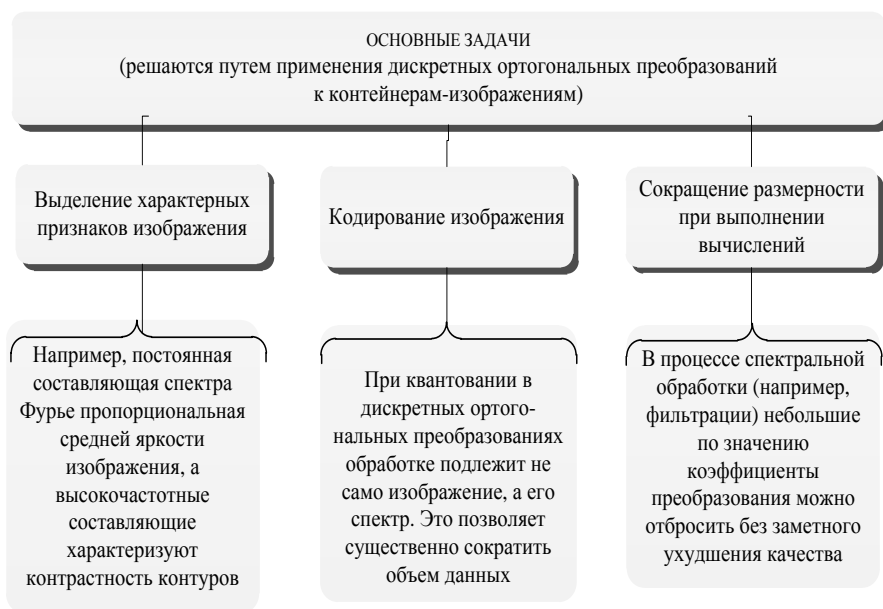 ОСНОВНЫЕ ЗАДАЧИ
(решаются путем применения дискретных ортогональных преобразований
к контейнерам-изображениям)
Выделение характерных
признаков изображения
Кодирование изображения
Сокращение размерности
при выполнении
вычислений
Например, постоянная
составляющая спектра
Фурье пропорциональная
средней яркости
изображения, а
высокочастотные
составляющие
характеризуют
контрастность контуров
При квантовании в
дискретных ортого-
нальных преобразованиях
обработке подлежит не
само изображение, а его
спектр. Это позволяет
существенно сократить
объем данных
В процессе спектральной
обработки (например,
фильтрации) небольшие
по значению
коэффициенты
преобразования можно
отбросить без заметного
ухудшения качества